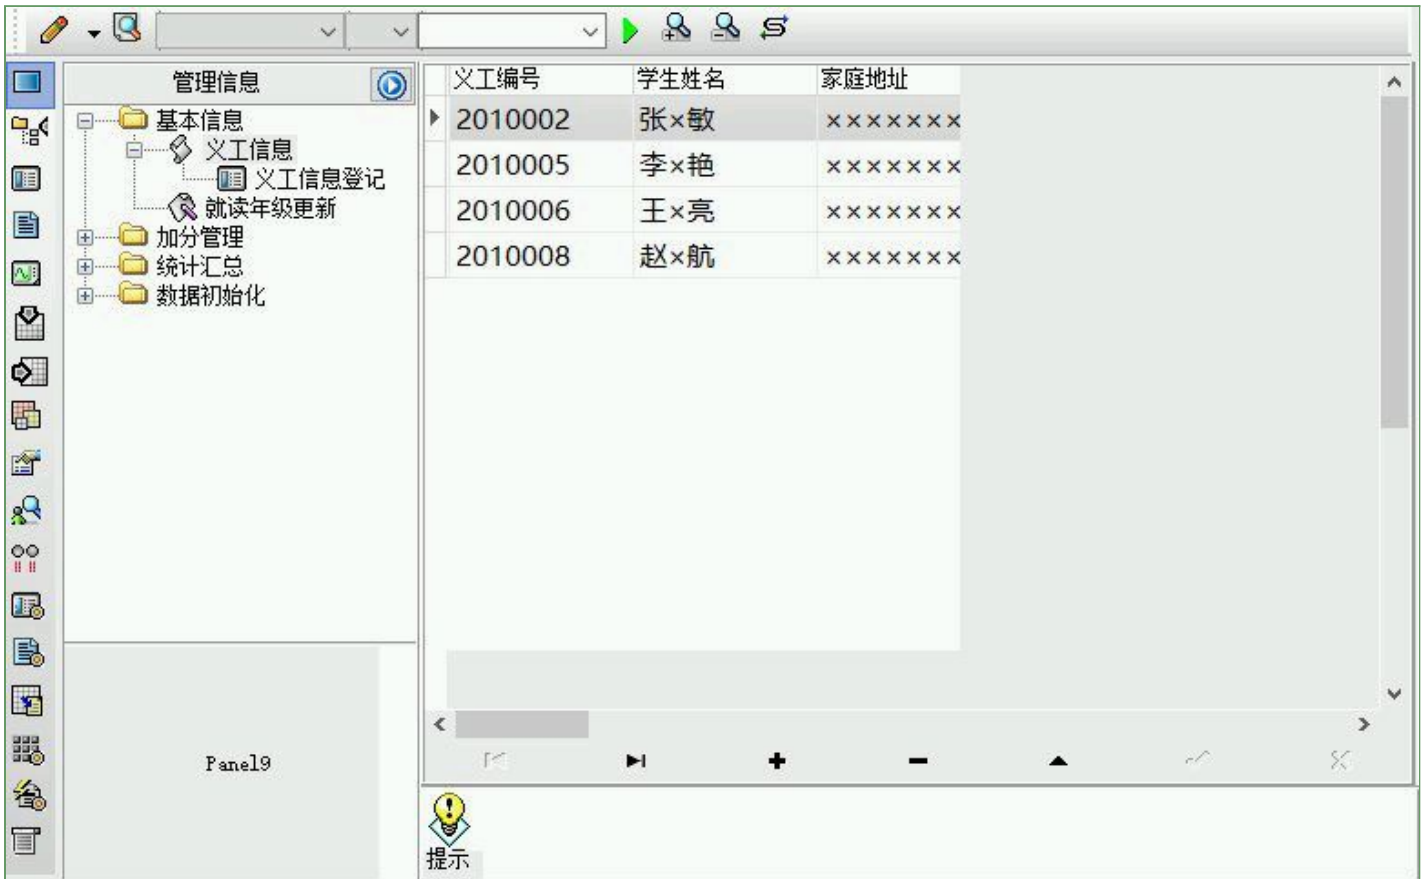 管理信息
基本信息
义工信息
义工信息登记
就读年级更新
加分管理
统计汇总
数据初始化
Panel9
义工编号 学生姓名 家庭地址
2010002 张×敏 ×××××××
2010005 李×艳 ×××××××
2010006 王×亮 ×××××××
2010008 赵×航 ×××××××
提示